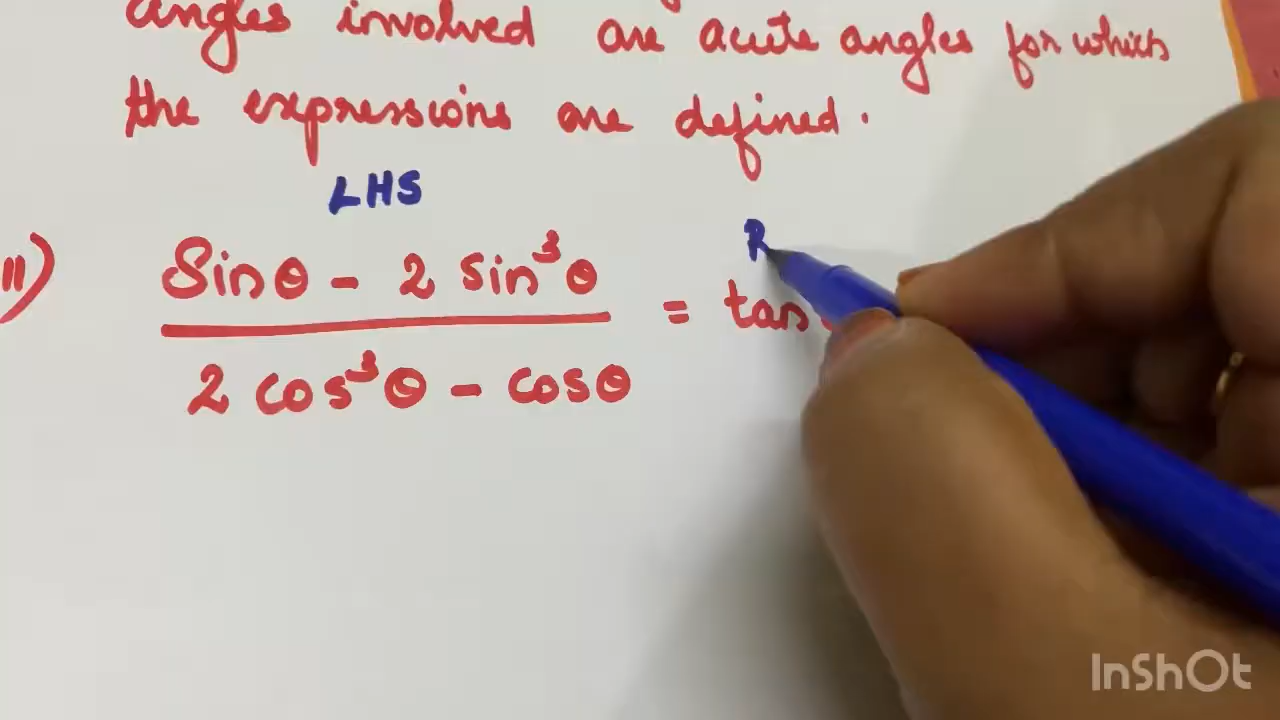 angles involved are acute angles for which
the expressions are defined.
LHS
R
II) Sinθ - 2 sin³θ
= tan
2 cos³θ - cosθ
InShOt